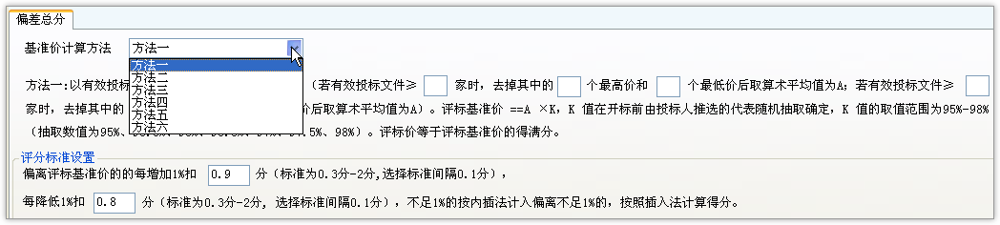 偏差总分
基准价计算方法 方法一
方法一
方法二
方法三
方法四
方法五
方法六
方法一:以有效投标 (若有效投标文件≥ 家时，去掉其中的 个最高价和 个最低价后取算术平均值为A；若有效投标文件≥
家时，去掉其中的 价后取算术平均值为A）。评标基准价 ==A ×K，K 值在开标前由投标人推选的代表随机抽取确定，K 值的取值范围为95%-98%
（抽取数值为95%、 5%、98%）。评标价等于评标基准价的得满分。
评分标准设置
偏离评标基准价的的每增加1%扣 0.9 分（标准为0.3分-2分,选择标准间隔0.1分），
每降低1%扣 0.8 分（标准为0.3分-2分, 选择标准间隔0.1分），不足1%的按内插法计入偏离不足1%的，按照插入法计算得分。